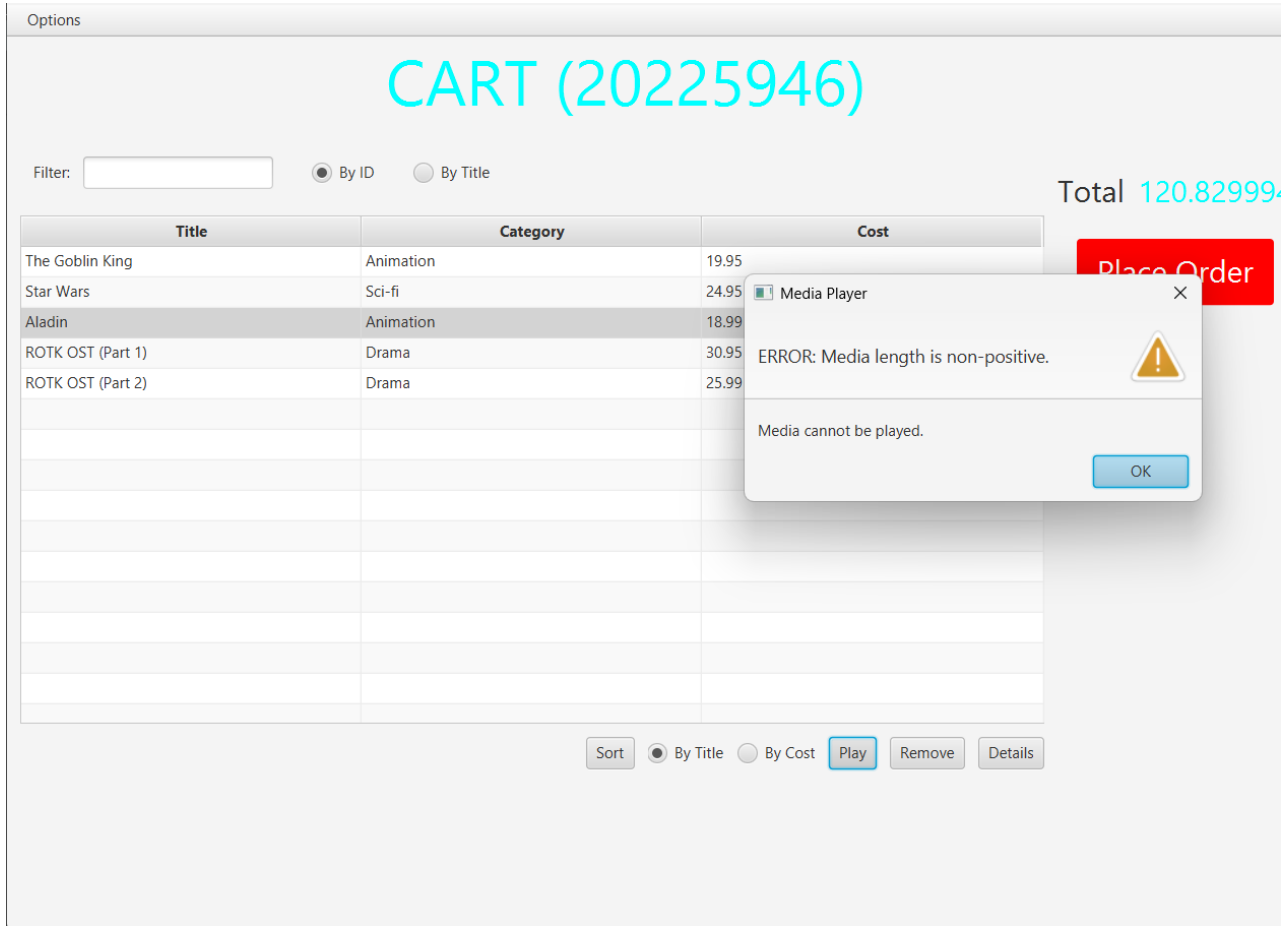 Options
CART (20225946)
Filter: By ID By Title
Total 120.829994
Title Category Cost
Place Order
The Goblin King Animation 19.95
Star Wars Sci-fi 24.95
Aladin Animation 18.99
ROTK OST (Part 1) Drama 30.95
ROTK OST (Part 2) Drama 25.99
Media Player
ERROR: Media length is non-positive.
Media cannot be played.
OK
Sort By Title By Cost Play Remove Details